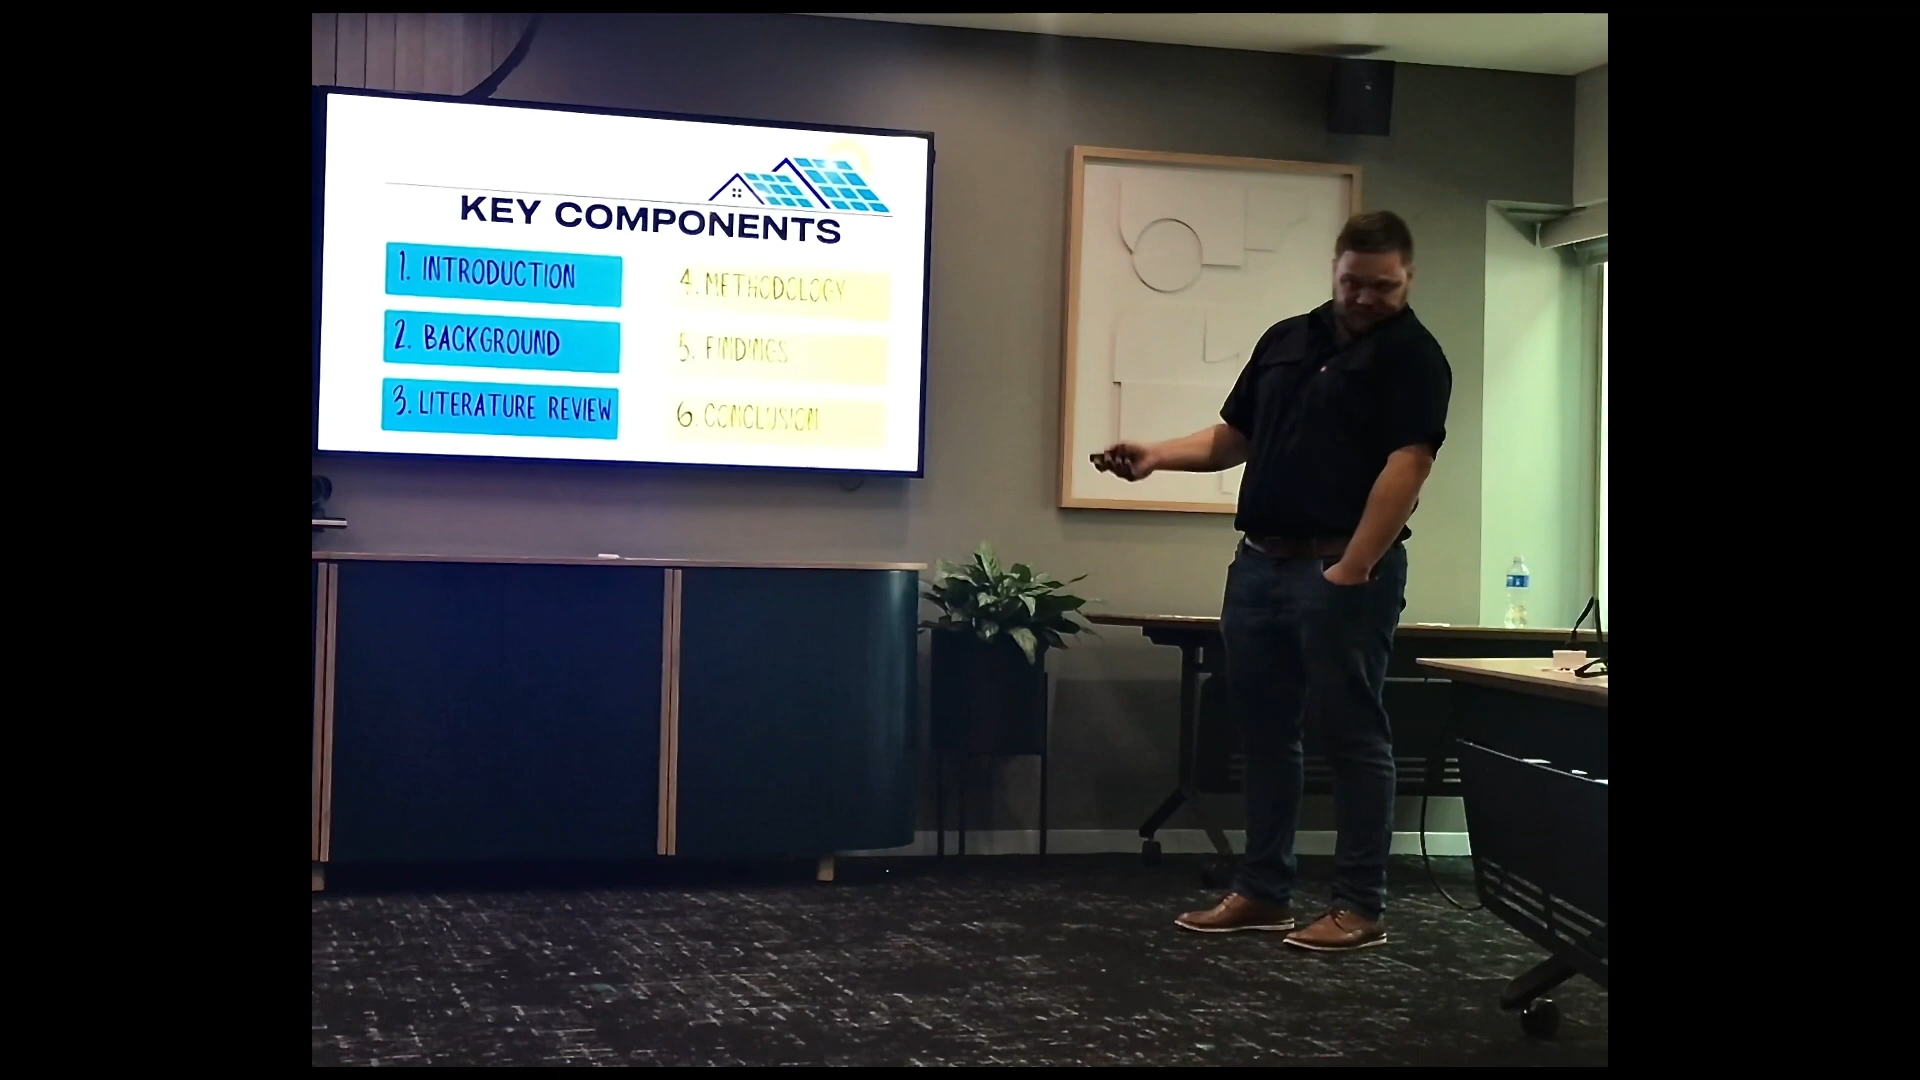 KEY COMPONENTS
1. INTRODUCTION
2. BACKGROUND
3. LITERATURE REVIEW
4. METHODOLOGY
5. FINDINGS
6. CONCLUSION